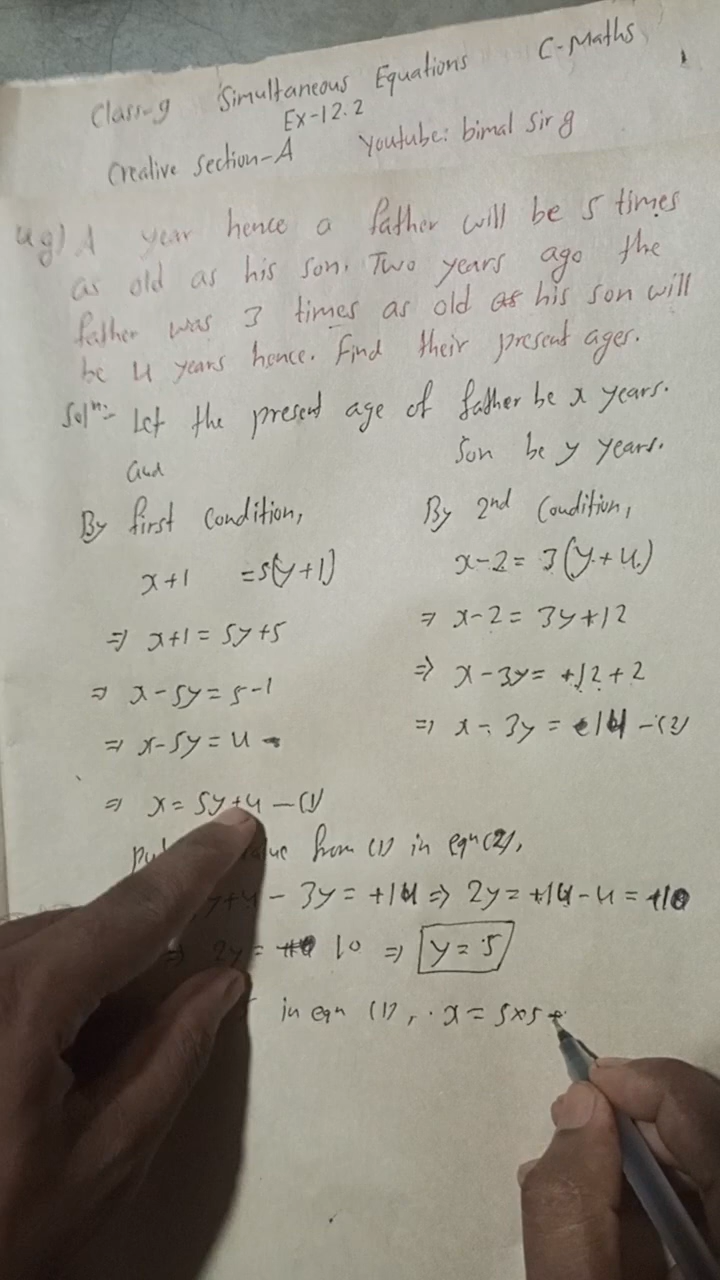 Class-9 Simultaneous Equations C-Maths
Ex-12.2
Creative Section-A Youtube: bimal sir g
4g) A year hence a father will be 5 times
as old as his son. Two years ago the
father was 3 times as old as his son will
be 4 years hence. Find their present ages.
Solⁿ:- Let the present age of father be x years.
and son be y years.
By first condition,
x+1 =5(y+1)
⇒ x+1 = 5y+5
⇒ x-5y = 5-1
⇒ x-5y = 4
⇒ x = 5y+4 -(1)
By 2nd Condition,
x-2 = 3(y+4)
⇒ x-2 = 3y+12
⇒ x-3y = +12+2
⇒ x-3y = 14 -(2)
from (1) in eqn(2),
- 3y = +14 ⇒ 2y = +14-4 = +10
⇒ 2y = 10 ⇒ y = 5
in eqn (1), x = 5×5+